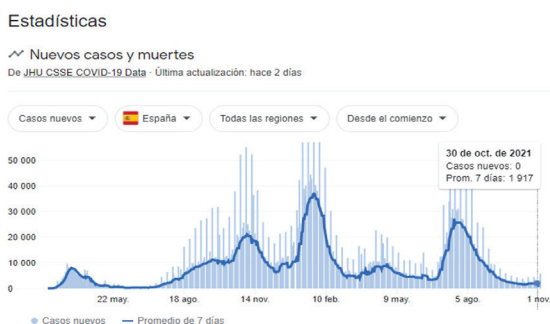 Estadísticas
Nuevos casos y muertes
De JHU CSSE COVID-19 Data · Última actualización: hace 2 días
Casos nuevos
España
Todas las regiones
Desde el comienzo
30 de oct. de 2021
Casos nuevos: 0
Prom. 7 días: 1 917
50 000
40 000
30 000
20 000
10 000
0
22 may. 18 ago. 14 nov. 10 feb. 9 may. 5 ago. 1 nov.
Casos nuevos Promedio de 7 días